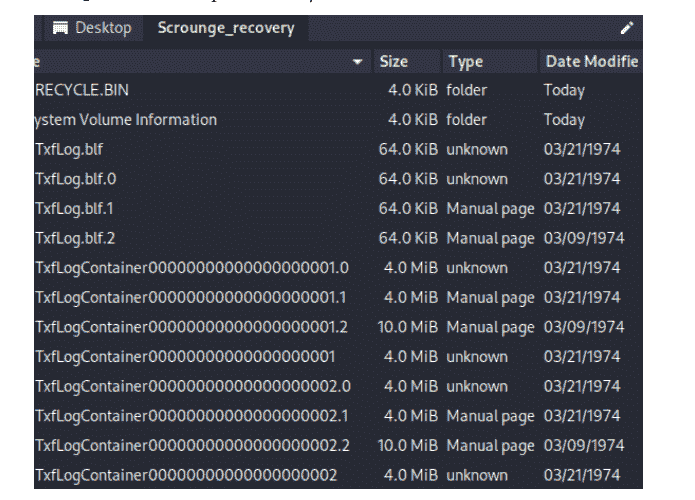 Desktop Scrounge_recovery
e Size Type Date Modifie
RECYCLE.BIN 4.0 KiB folder Today
ystem Volume Information 4.0 KiB folder Today
TxfLog.blf 64.0 KiB unknown 03/21/1974
TxfLog.blf.0 64.0 KiB unknown 03/21/1974
TxfLog.blf.1 64.0 KiB Manual page 03/21/1974
TxfLog.blf.2 64.0 KiB Manual page 03/09/1974
TxfLogContainer00000000000000000001.0 4.0 MiB unknown 03/21/1974
TxfLogContainer00000000000000000001.1 4.0 MiB Manual page 03/21/1974
TxfLogContainer00000000000000000001.2 10.0 MiB Manual page 03/09/1974
TxfLogContainer00000000000000000001 4.0 MiB unknown 03/21/1974
TxfLogContainer00000000000000000002.0 4.0 MiB unknown 03/21/1974
TxfLogContainer00000000000000000002.1 4.0 MiB Manual page 03/21/1974
TxfLogContainer00000000000000000002.2 10.0 MiB Manual page 03/09/1974
TxfLogContainer00000000000000000002 4.0 MiB unknown 03/21/1974